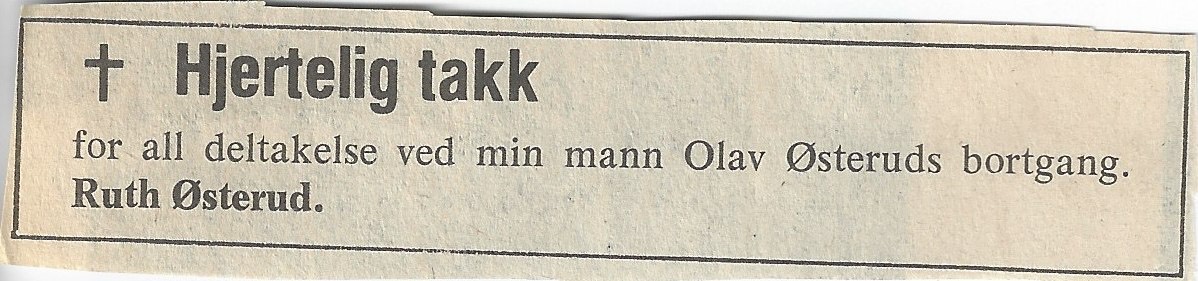 † Hjertelig takk
for all deltakelse ved min mann Olav Østeruds bortgang.
Ruth Østerud.